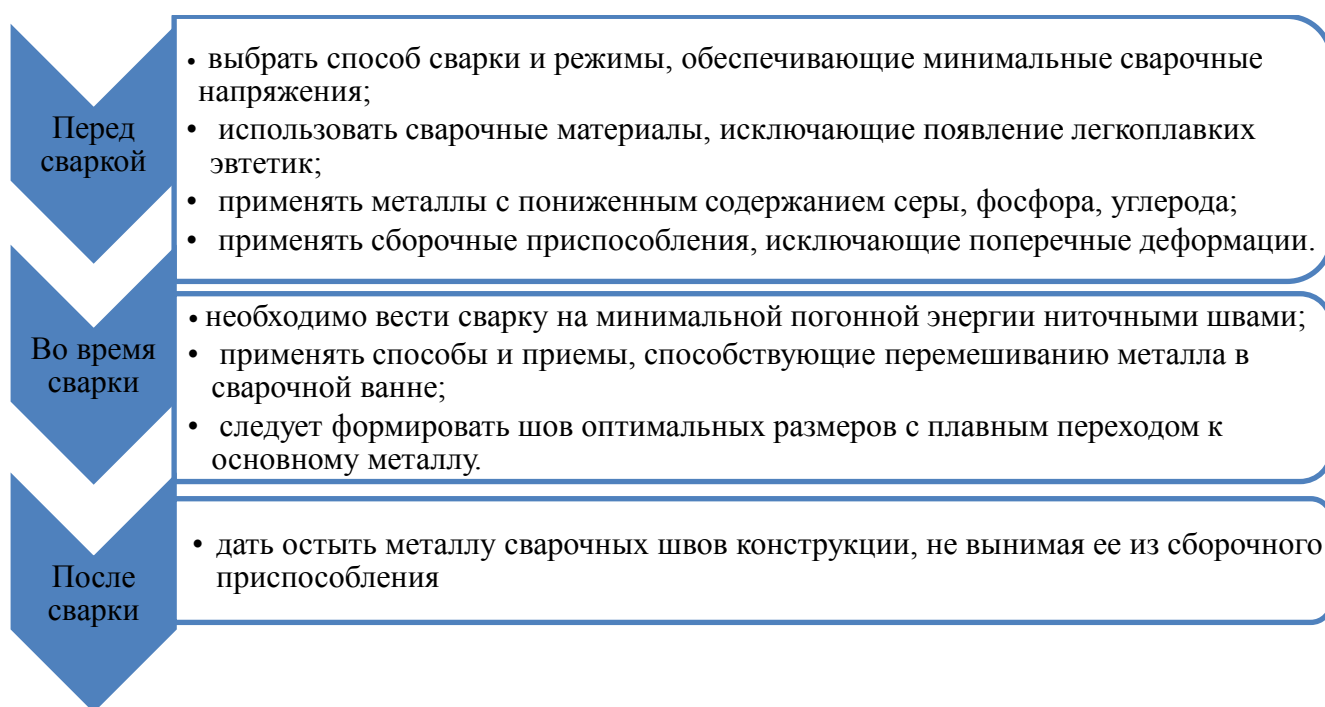 Перед
сваркой
• выбрать способ сварки и режимы, обеспечивающие минимальные сварочные
напряжения;
• использовать сварочные материалы, исключающие появление легкоплавких
эвтетик;
• применять металлы с пониженным содержанием серы, фосфора, углерода;
• применять сборочные приспособления, исключающие поперечные деформации.
Во время
сварки
• необходимо вести сварку на минимальной погонной энергии ниточными швами;
• применять способы и приемы, способствующие перемешиванию металла в
сварочной ванне;
• следует формировать шов оптимальных размеров с плавным переходом к
основному металлу.
После
сварки
• дать остыть металлу сварочных швов конструкции, не вынимая ее из сборочного
приспособления